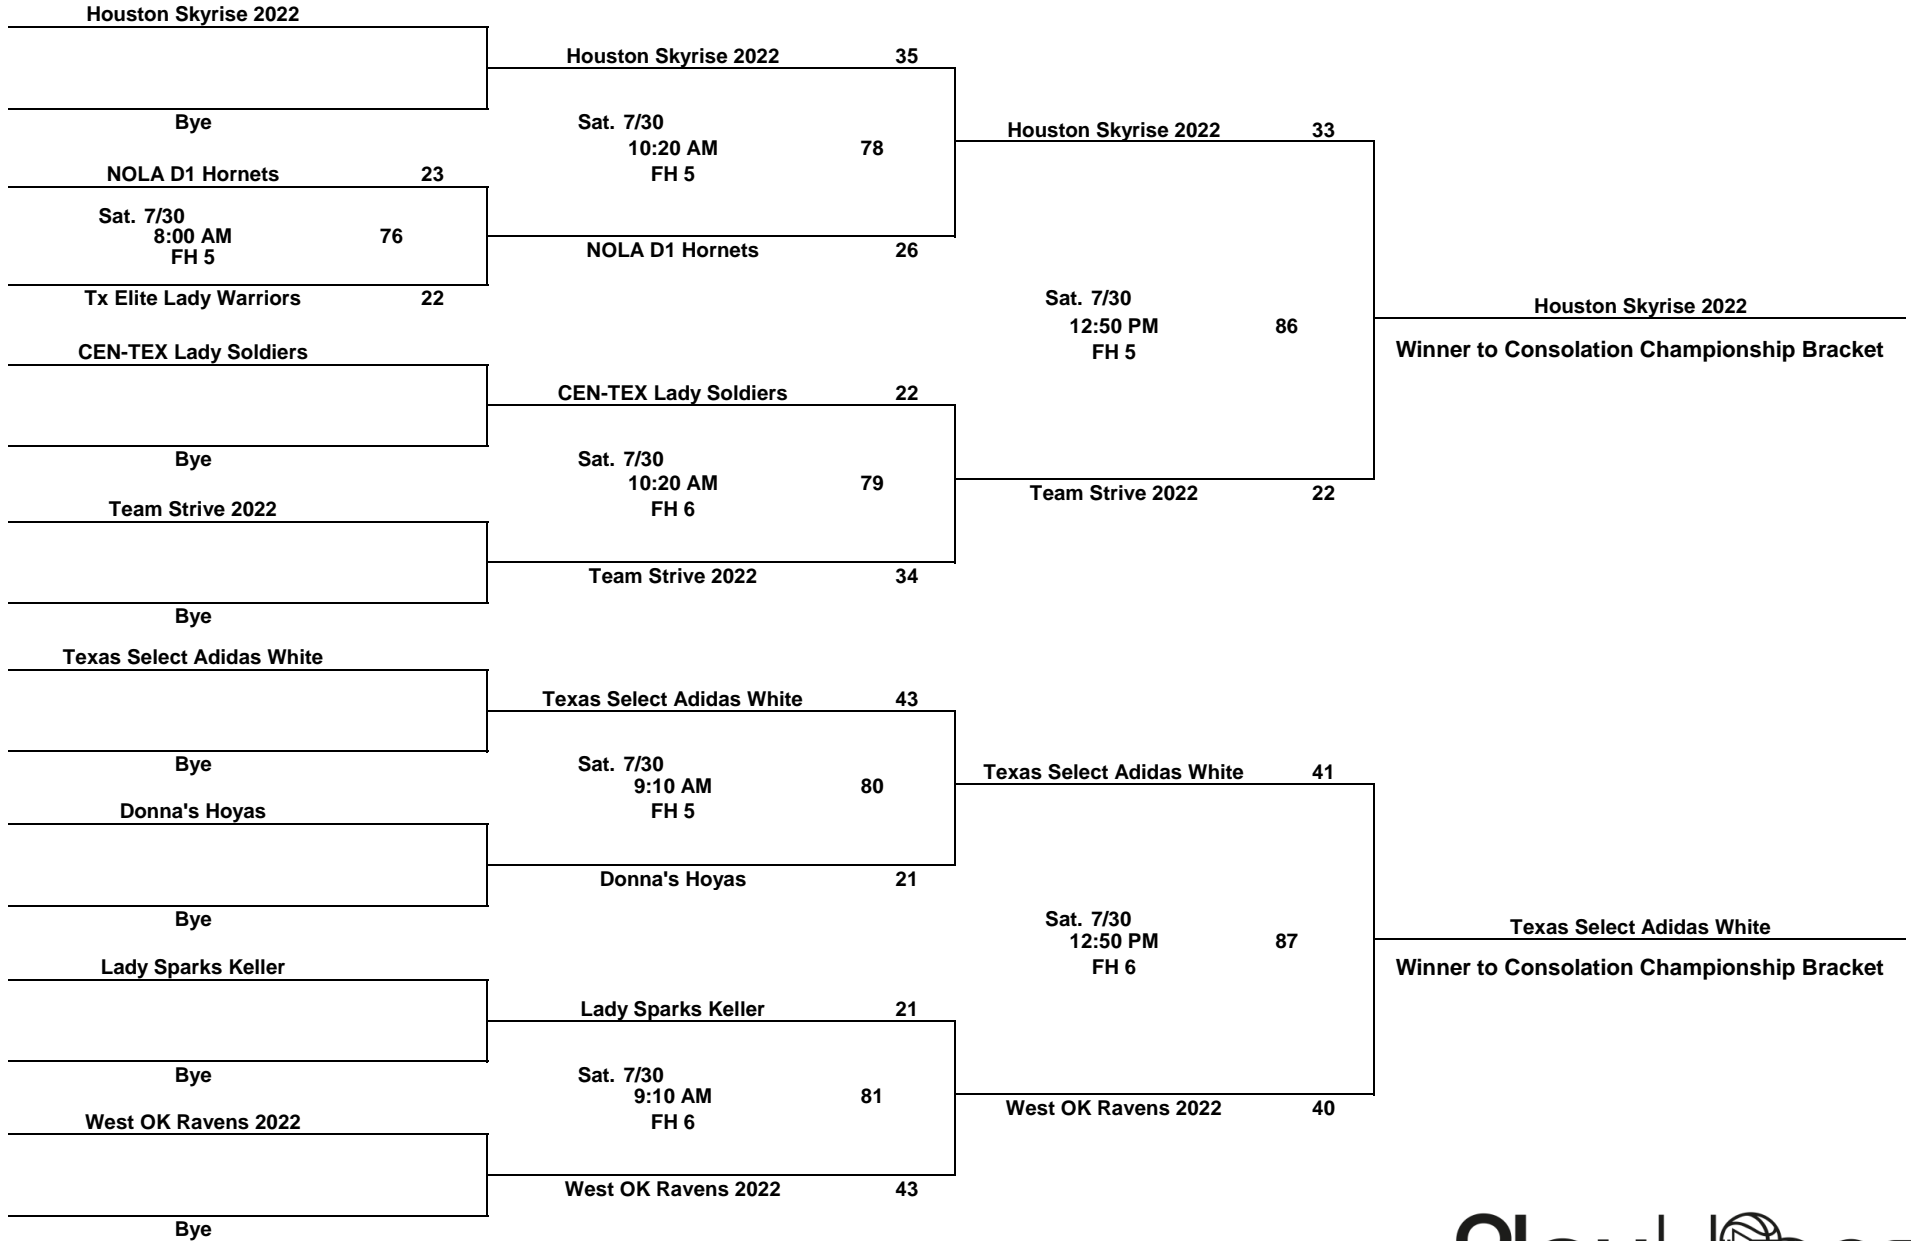 Houston Skyrise 2022
Bye
NOLA D1 Hornets 23
Sat. 7/30
8:00 AM 76
FH 5
Tx Elite Lady Warriors 22
CEN-TEX Lady Soldiers
Bye
Team Strive 2022
Bye
Texas Select Adidas White
Bye
Donna's Hoyas
Bye
Lady Sparks Keller
Bye
West OK Ravens 2022
Bye
Houston Skyrise 2022 35
Sat. 7/30
10:20 AM 78
FH 5
NOLA D1 Hornets 26
CEN-TEX Lady Soldiers 22
Sat. 7/30
10:20 AM 79
FH 6
Team Strive 2022 34
Texas Select Adidas White 43
Sat. 7/30
9:10 AM 80
FH 5
Donna's Hoyas 21
Lady Sparks Keller 21
Sat. 7/30
9:10 AM 81
FH 6
West OK Ravens 2022 43
Houston Skyrise 2022 33
Sat. 7/30
12:50 PM 86
FH 5
Team Strive 2022 22
Texas Select Adidas White 41
Sat. 7/30
12:50 PM 87
FH 6
West OK Ravens 2022 40
Houston Skyrise 2022
Winner to Consolation Championship Bracket
Texas Select Adidas White
Winner to Consolation Championship Bracket